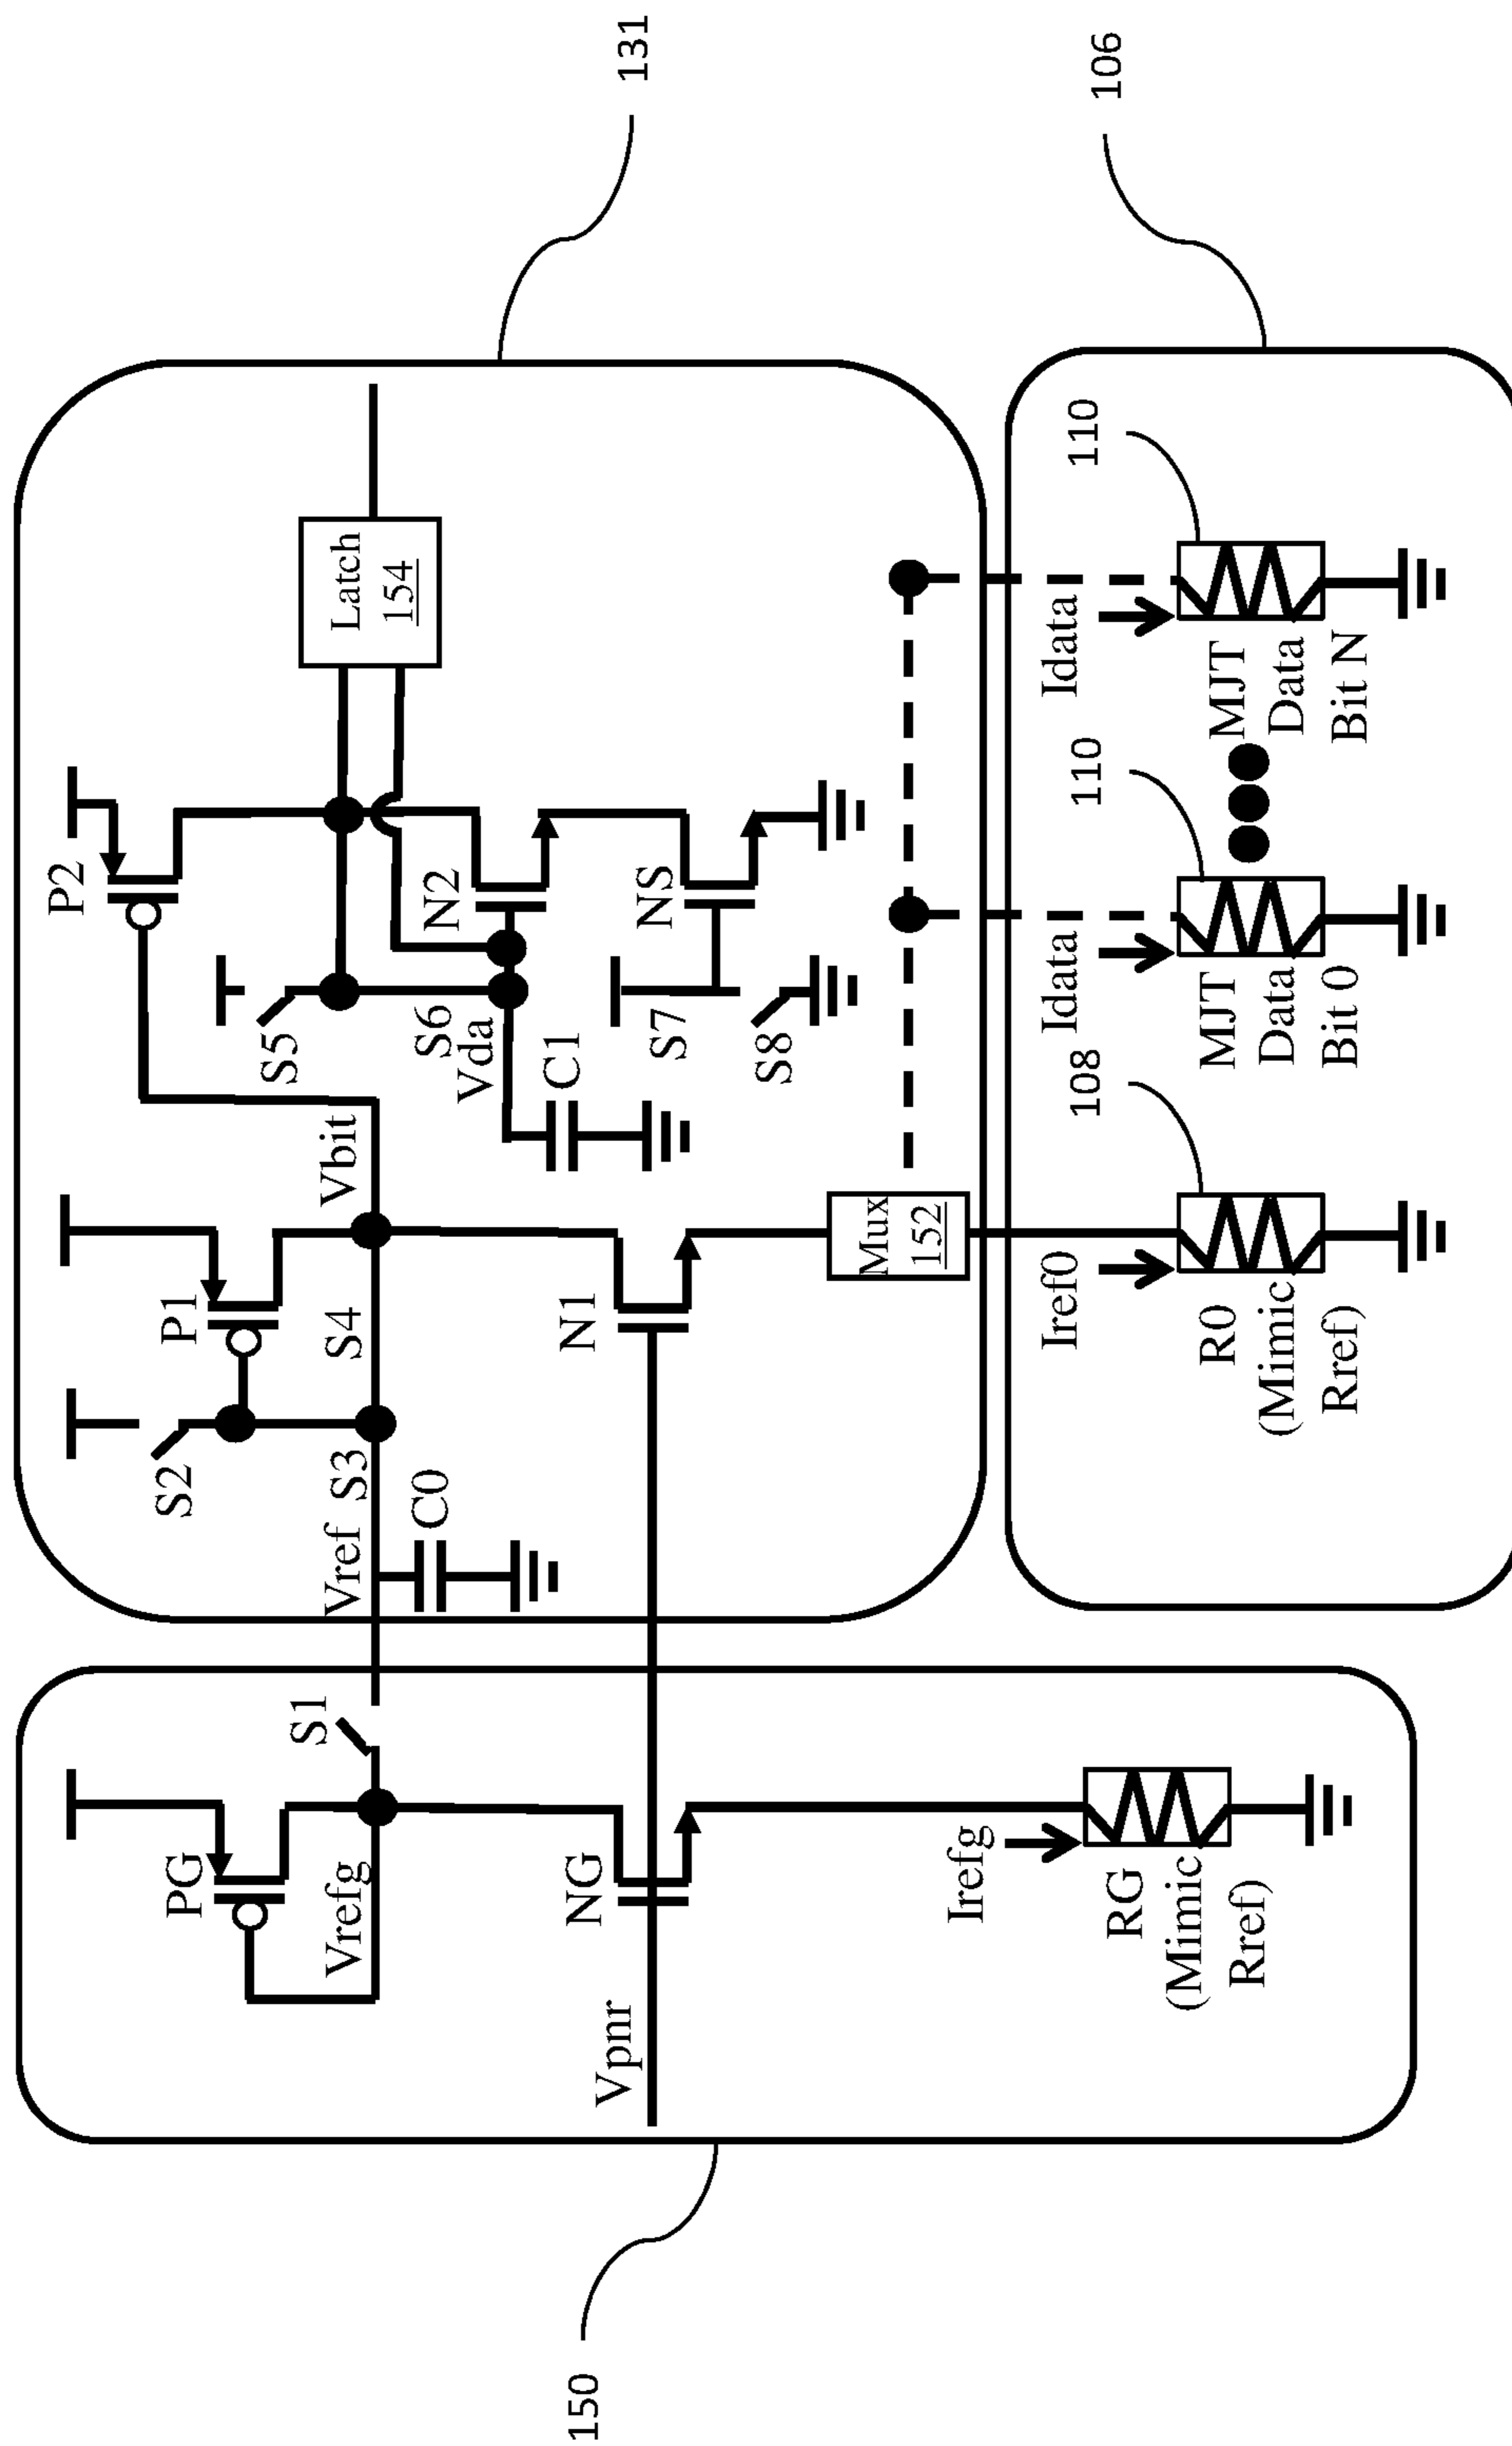 150
131
106
PG
Vrefg
S1
NG
Vpnr
Irefg
RG
(Mimic
Rref)
S2
P1
Vref
S3
S4
Vbit
C0
N1
Mux
152
P2
S5
S6
Vda
C1
N2
S7
NS
S8
Latch
154
Iref0
108
R0
(Mimic
Rref)
Idata
110
MJT
Data
Bit 0
Idata
110
MJT
Data
Bit N